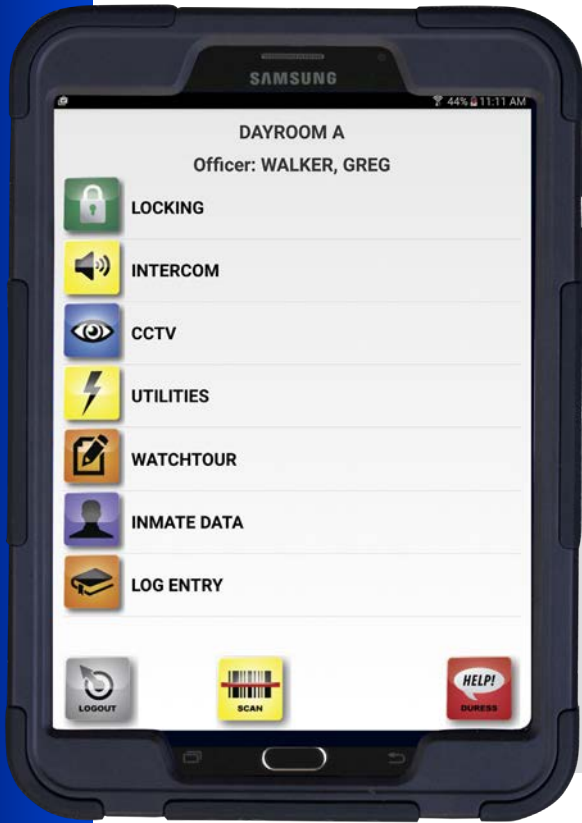 SAMSUNG
44% 11:11 AM
DAYROOM A
Officer: WALKER, GREG
LOCKING
INTERCOM
CCTV
UTILITIES
WATCHTOUR
INMATE DATA
LOG ENTRY
LOGOUT
SCAN
HELP!
DURESS